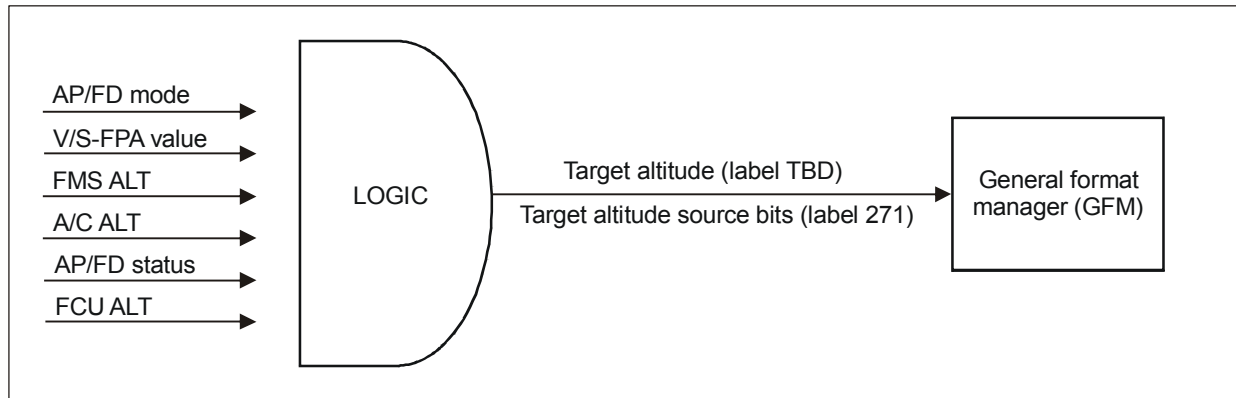 AP/FD mode
V/S-FPA value
FMS ALT
A/C ALT
AP/FD status
FCU ALT
LOGIC
Target altitude (label TBD)
Target altitude source bits (label 271)
General format
manager (GFM)